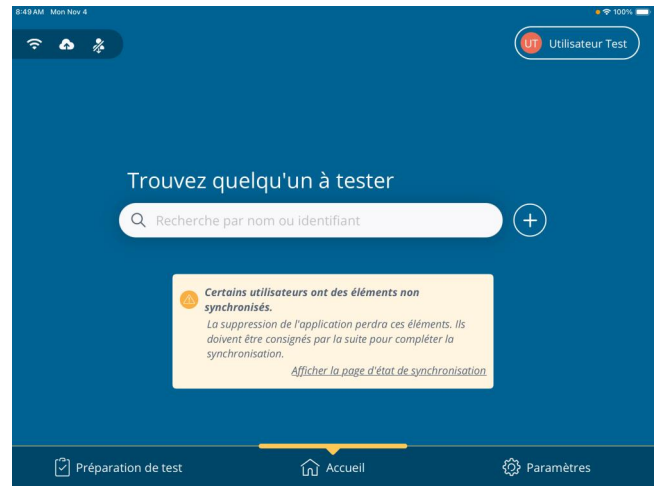 8:49 AM Mon Nov 4
100%
UT Utilisateur Test
Trouvez quelqu'un à tester
Recherche par nom ou identifiant
Certains utilisateurs ont des éléments non
synchronisés.
La suppression de l'application perdra ces éléments. Ils
doivent être consignés par la suite pour compléter la
synchronisation.
Afficher la page d'état de synchronisation
Préparation de test
Accueil
Paramètres